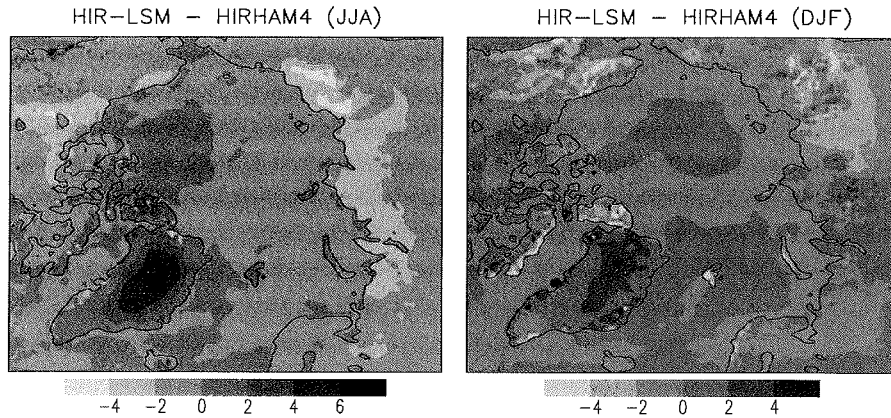 HIR-LSM - HIRHAM4 (JJA)
HIR-LSM - HIRHAM4 (DJF)
-4 -2 0 2 4 6
-4 -2 0 2 4